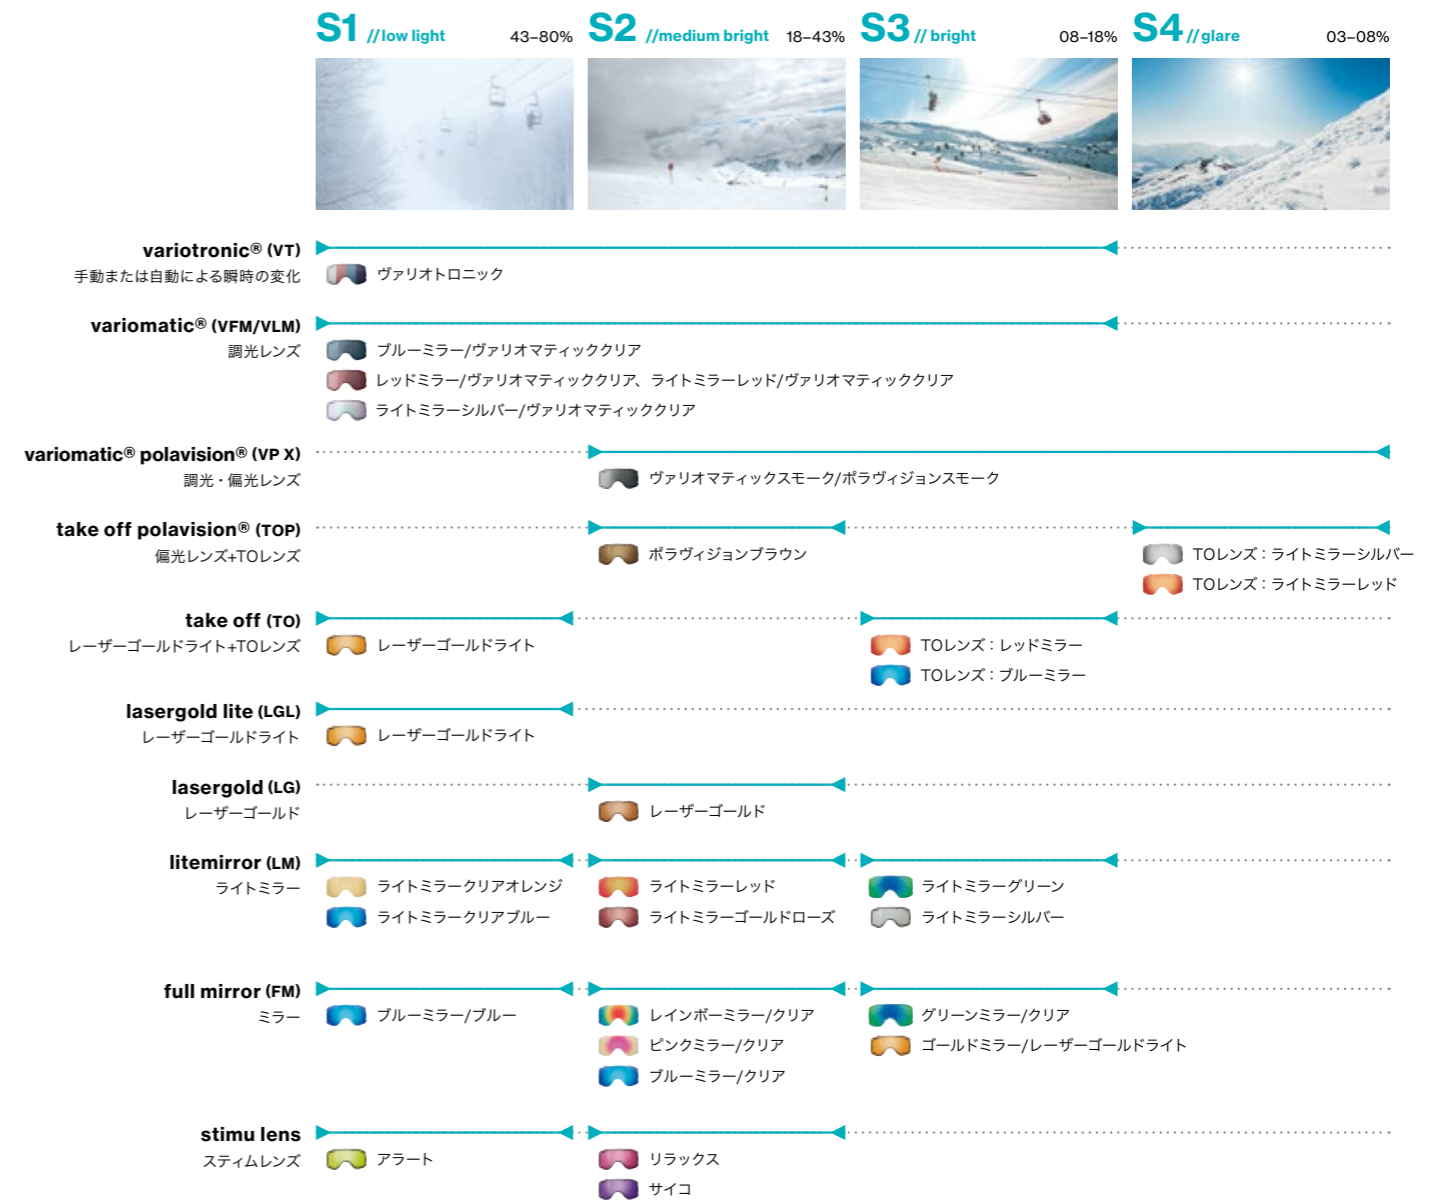 S1 //low light 43–80%
S2 //medium bright 18–43%
S3 //bright 08–18%
S4 //glare 03–08%
variotronic® (VT)
手動または自動による瞬時の変化
ヴァリオトロニック
variomatic® (VFM/VLM)
調光レンズ
ブルーミラー/ヴァリオマティッククリア
レッドミラー/ヴァリオマティッククリア、ライトミラーレッド/ヴァリオマティッククリア
ライトミラーシルバー/ヴァリオマティッククリア
variomatic® polavision® (VP X)
調光・偏光レンズ
ヴァリオマティックスモーク/ポラヴィジョンスモーク
take off polavision® (TOP)
偏光レンズ+TOレンズ
ポラヴィジョンブラウン
TOレンズ：ライトミラーシルバー
TOレンズ：ライトミラーレッド
take off (TO)
レーザーゴールドライト+TOレンズ
レーザーゴールドライト
TOレンズ：レッドミラー
TOレンズ：ブルーミラー
lasergold lite (LGL)
レーザーゴールドライト
レーザーゴールドライト
lasergold (LG)
レーザーゴールド
レーザーゴールド
litemirror (LM)
ライトミラー
ライトミラークリアオレンジ
ライトミラークリアブルー
ライトミラーレッド
ライトミラーゴールドローズ
ライトミラーグリーン
ライトミラーシルバー
full mirror (FM)
ミラー
ブルーミラー/ブルー
レインボーミラー/クリア
ピンクミラー/クリア
ブルーミラー/クリア
グリーンミラー/クリア
ゴールドミラー/レーザーゴールドライト
stimu lens
スティムレンズ
アラート
リラックス
サイコ